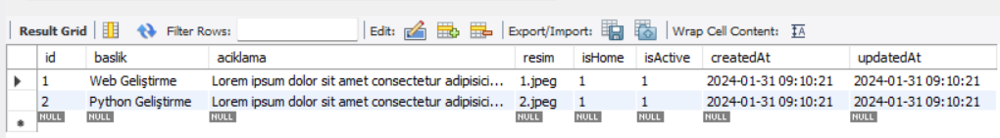 Result Grid Filter Rows: Edit: Export/Import: Wrap Cell Content: IA
id baslik aciklama resim isHome isActive createdAt updatedAt
1 Web Geliştirme Lorem ipsum dolor sit amet consectetur adipisici... 1.jpeg 1 1 2024-01-31 09:10:21 2024-01-31 09:10:21
2 Python Geliştirme Lorem ipsum dolor sit amet consectetur adipisici... 2.jpeg 1 1 2024-01-31 09:10:21 2024-01-31 09:10:21
NULL NULL NULL NULL NULL NULL NULL NULL